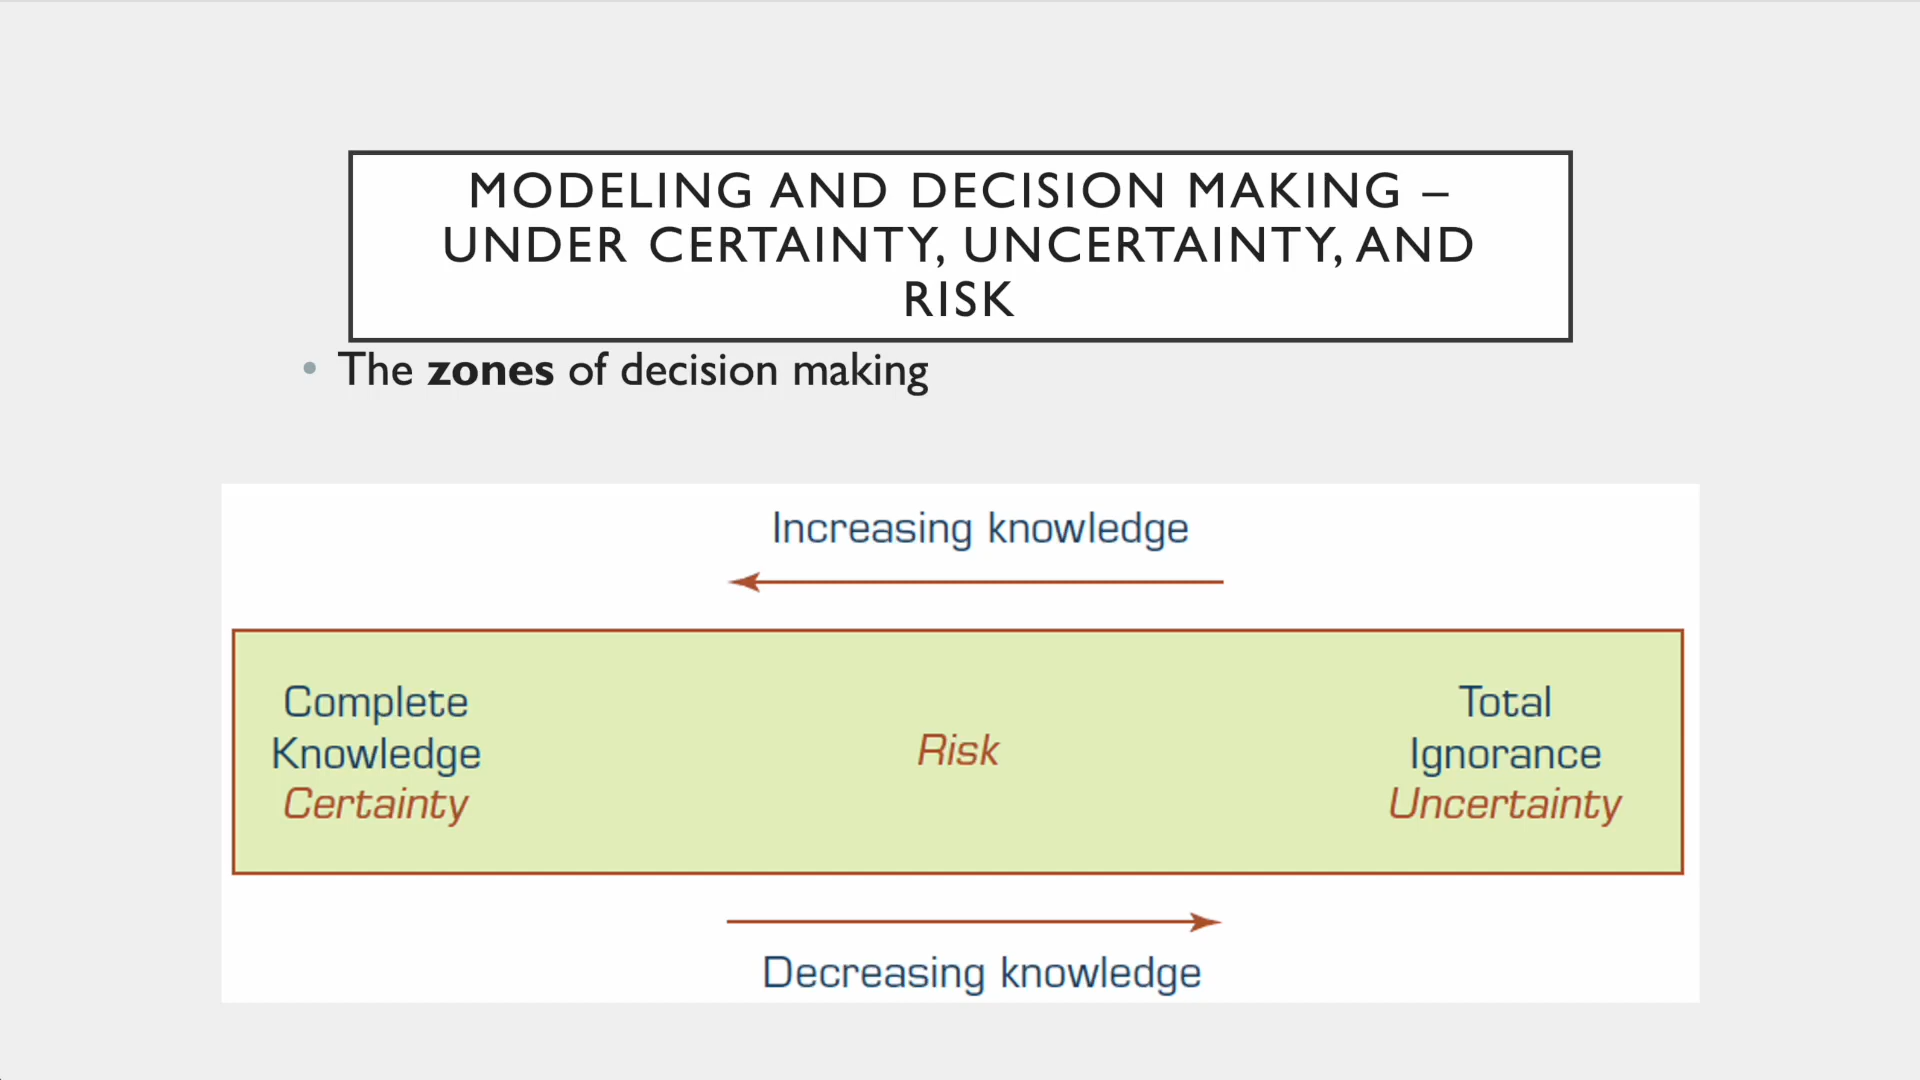 MODELING AND DECISION MAKING –
UNDER CERTAINTY, UNCERTAINTY, AND
RISK
• The zones of decision making
Increasing knowledge
Complete
Knowledge
Certainty
Risk
Total
Ignorance
Uncertainty
Decreasing knowledge